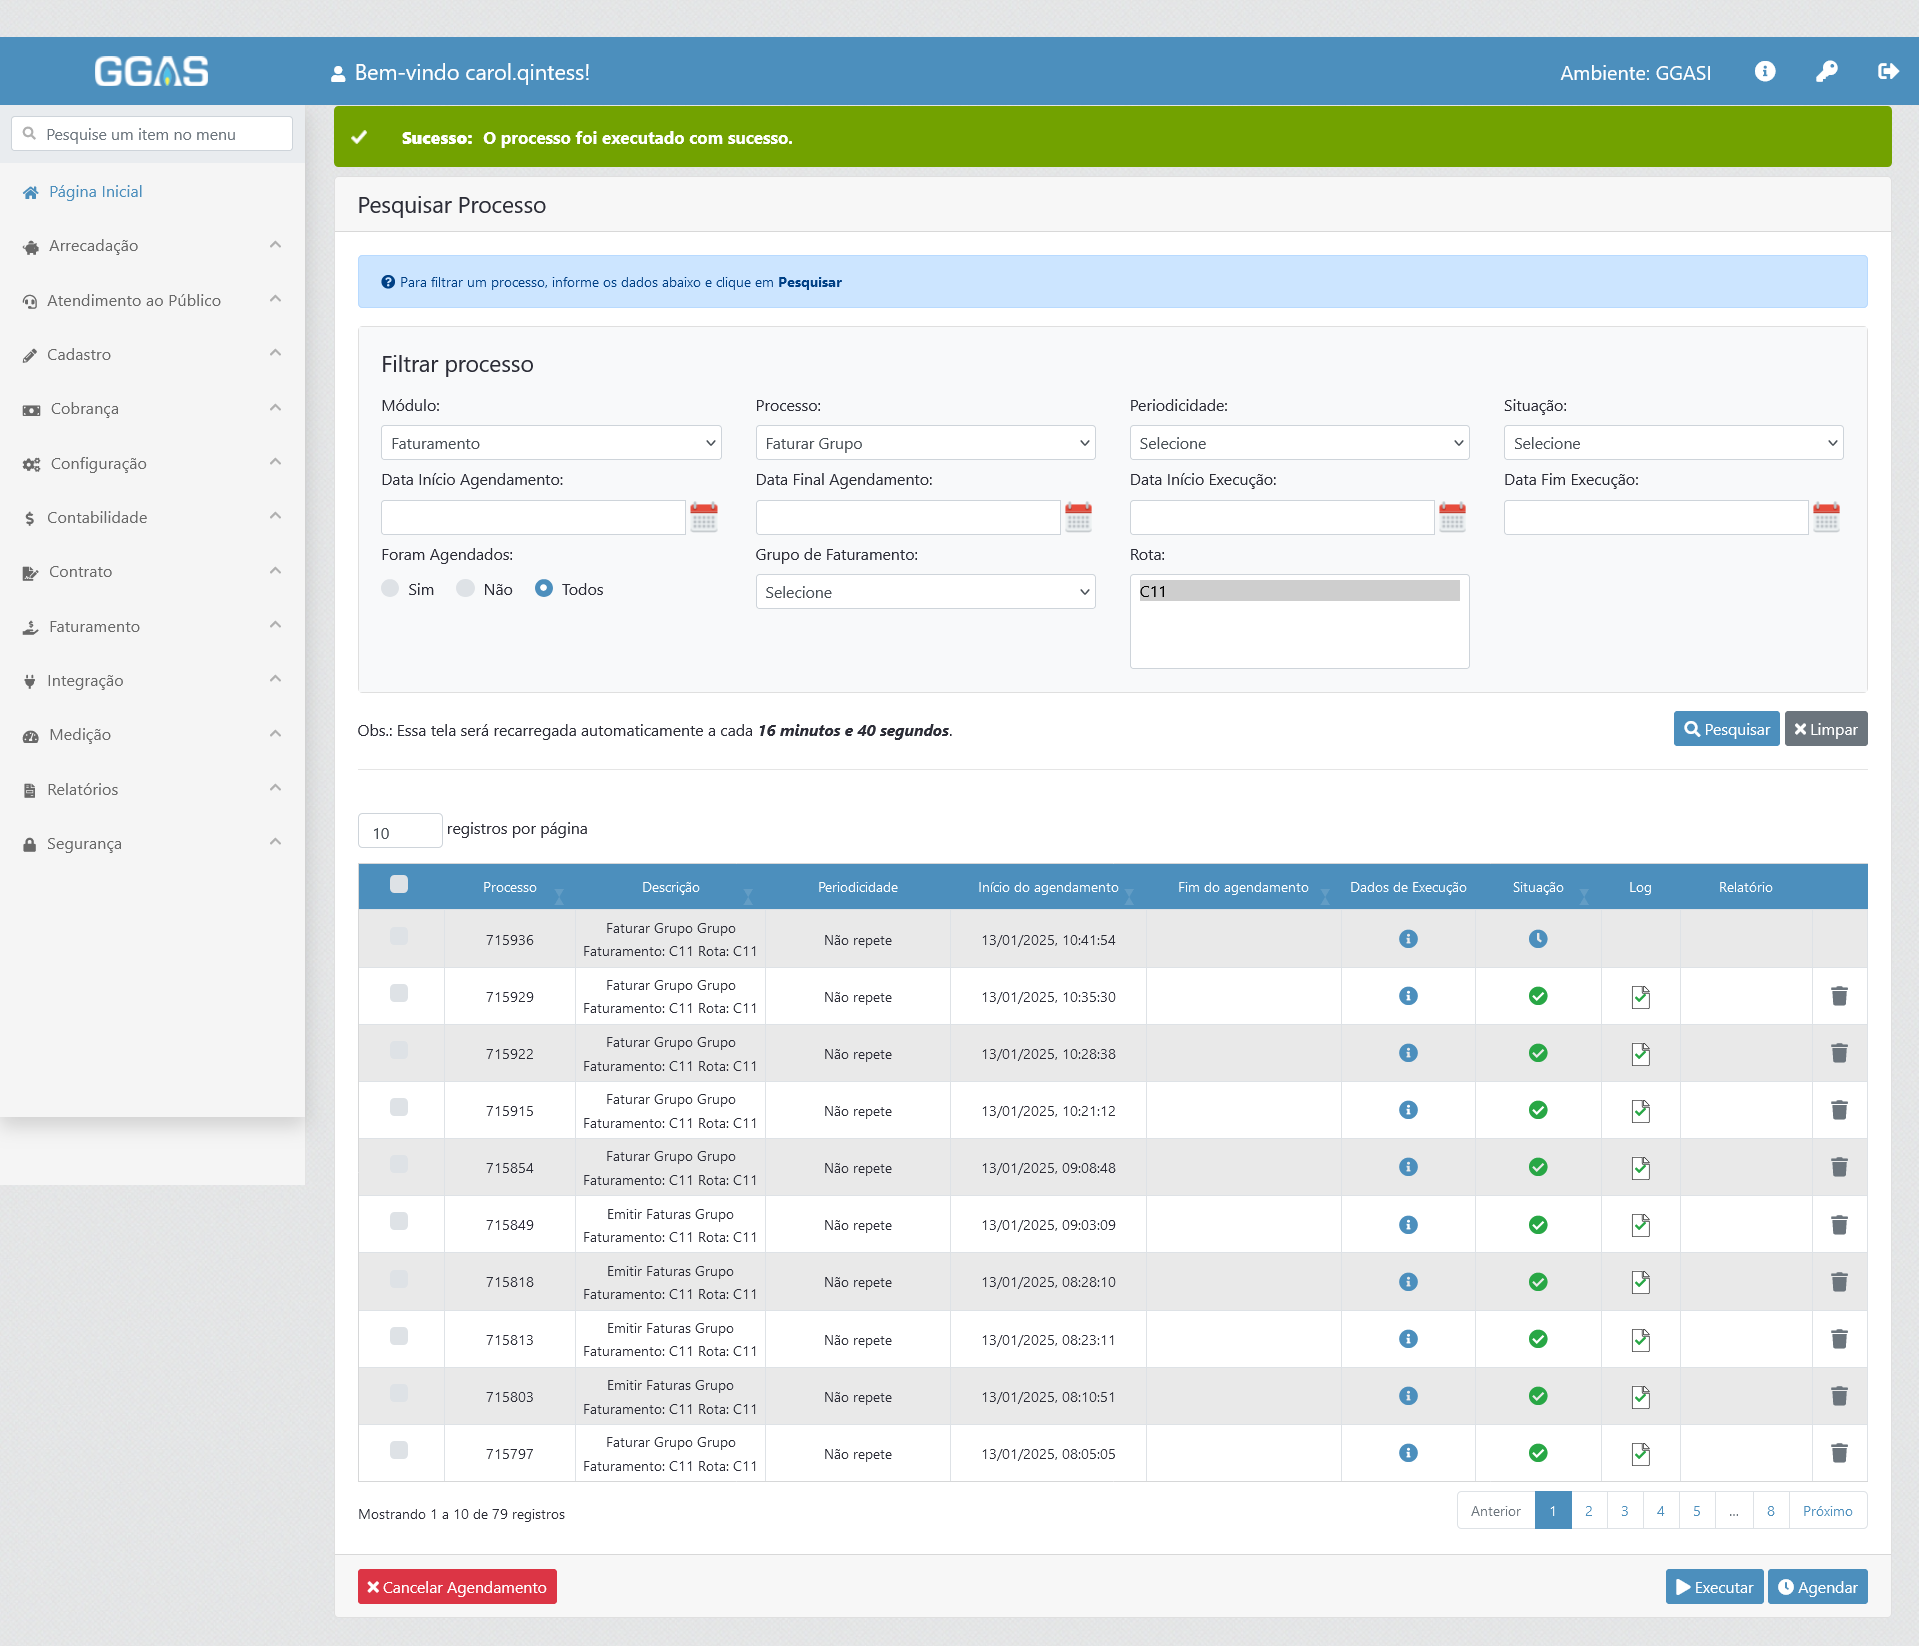 GGAS
Bem-vindo carol.qintess!
Ambiente: GGASI
Pesquise um item no menu
Página Inicial
Arrecadação
Atendimento ao Público
Cadastro
Cobrança
Configuração
Contabilidade
Contrato
Faturamento
Integração
Medição
Relatórios
Segurança
Sucesso: O processo foi executado com sucesso.
Pesquisar Processo
Para filtrar um processo, informe os dados abaixo e clique em Pesquisar
Filtrar processo
Módulo: Processo: Periodicidade: Situação:
Faturamento Faturar Grupo Selecione Selecione
Data Início Agendamento: Data Final Agendamento: Data Início Execução: Data Fim Execução:
Foram Agendados: Grupo de Faturamento: Rota:
Sim Não Todos Selecione C11
Obs.: Essa tela será recarregada automaticamente a cada 16 minutos e 40 segundos.
Pesquisar Limpar
10 registros por página
Processo Descrição Periodicidade Início do agendamento Fim do agendamento Dados de Execução Situação Log Relatório
715936 Faturar Grupo Grupo Faturamento: C11 Rota: C11 Não repete 13/01/2025, 10:41:54
715929 Faturar Grupo Grupo Faturamento: C11 Rota: C11 Não repete 13/01/2025, 10:35:30
715922 Faturar Grupo Grupo Faturamento: C11 Rota: C11 Não repete 13/01/2025, 10:28:38
715915 Faturar Grupo Grupo Faturamento: C11 Rota: C11 Não repete 13/01/2025, 10:21:12
715854 Faturar Grupo Grupo Faturamento: C11 Rota: C11 Não repete 13/01/2025, 09:08:48
715849 Emitir Faturas Grupo Faturamento: C11 Rota: C11 Não repete 13/01/2025, 09:03:09
715818 Emitir Faturas Grupo Faturamento: C11 Rota: C11 Não repete 13/01/2025, 08:28:10
715813 Emitir Faturas Grupo Faturamento: C11 Rota: C11 Não repete 13/01/2025, 08:23:11
715803 Emitir Faturas Grupo Faturamento: C11 Rota: C11 Não repete 13/01/2025, 08:10:51
715797 Faturar Grupo Grupo Faturamento: C11 Rota: C11 Não repete 13/01/2025, 08:05:05
Mostrando 1 a 10 de 79 registros
Anterior 1 2 3 4 5 ... 8 Próximo
Cancelar Agendamento
Executar Agendar